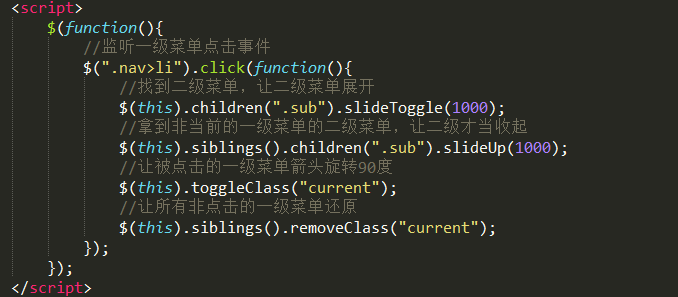 <script>
$(function(){
//监听一级菜单点击事件
$(".nav>li").click(function(){
//找到二级菜单，让二级菜单展开
$(this).children(".sub").slideToggle(1000);
//拿到非当前的一级菜单的二级菜单，让二级才当收起
$(this).siblings().children(".sub").slideUp(1000);
//让被点击的一级菜单箭头旋转90度
$(this).toggleClass("current");
//让所有非点击的一级菜单还原
$(this).siblings().removeClass("current");
});
});
</script>